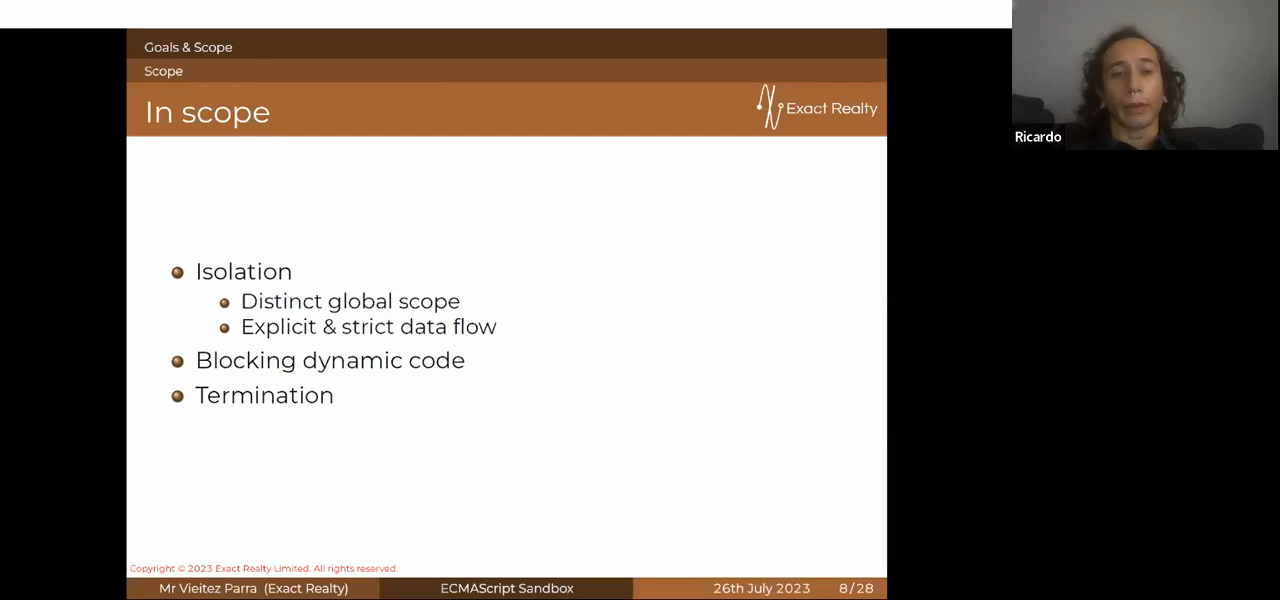 Goals & Scope
Scope
In scope
Exact Realty
Ricardo
Isolation
Distinct global scope
Explicit & strict data flow
Blocking dynamic code
Termination
Copyright © 2023 Exact Realty Limited. All rights reserved.
Mr Vieitez Parra (Exact Realty) ECMAScript Sandbox 26th July 2023 8/28